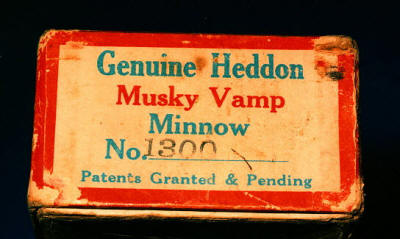 Genuine Heddon
Musky Vamp
Minnow
No. 1300
Patents Granted & Pending